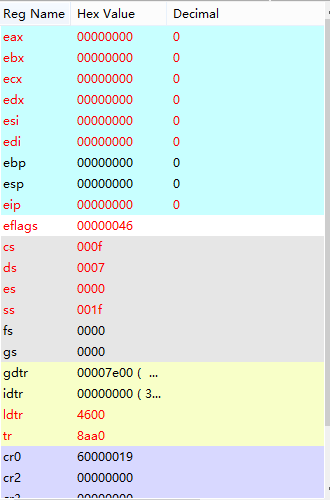 Reg Name Hex Value Decimal
eax 00000000 0
ebx 00000000 0
ecx 00000000 0
edx 00000000 0
esi 00000000 0
edi 00000000 0
ebp 00000000 0
esp 00000000 0
eip 00000000 0
eflags 00000046
cs 000f
ds 0007
es 0000
ss 001f
fs 0000
gs 0000
gdtr 00007e00 ( ...
idtr 00000000 ( 3...
ldtr 4600
tr 8aa0
cr0 60000019
cr2 00000000